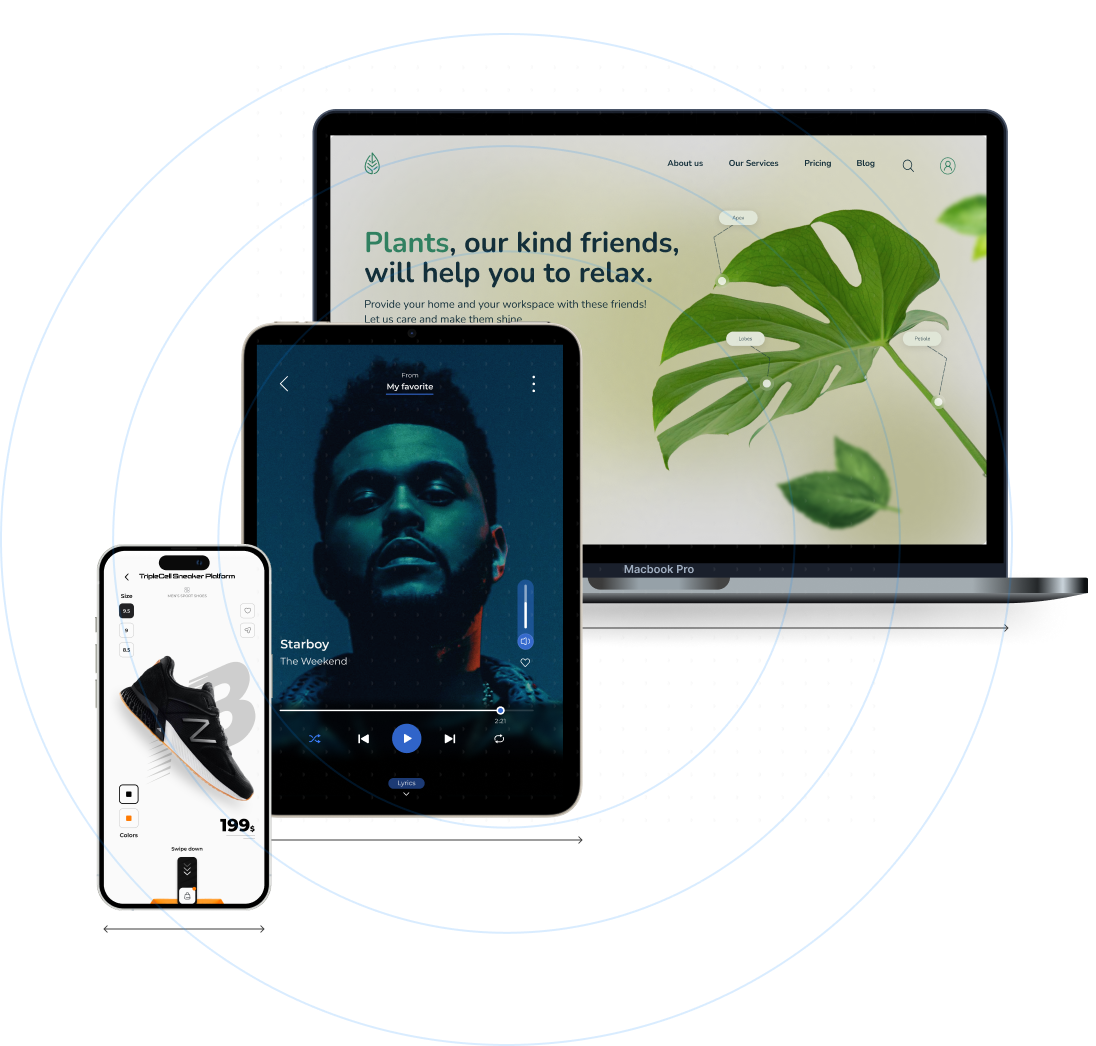 About us
Our Services
Pricing
Blog
Plants, our kind friends,
will help you to relax.
Provide your home and your workspace with these friends!
Let us care and make them shine
Apex
Lobes
Petiole
Macbook Pro
From
My favorite
Starboy
The Weekend
2:21
Lyrics
TripleCell Sneaker Platform
MEN'S SPORT SHOES
Size
9.5
9
8.5
N
B
Colors
199$
Swipe down